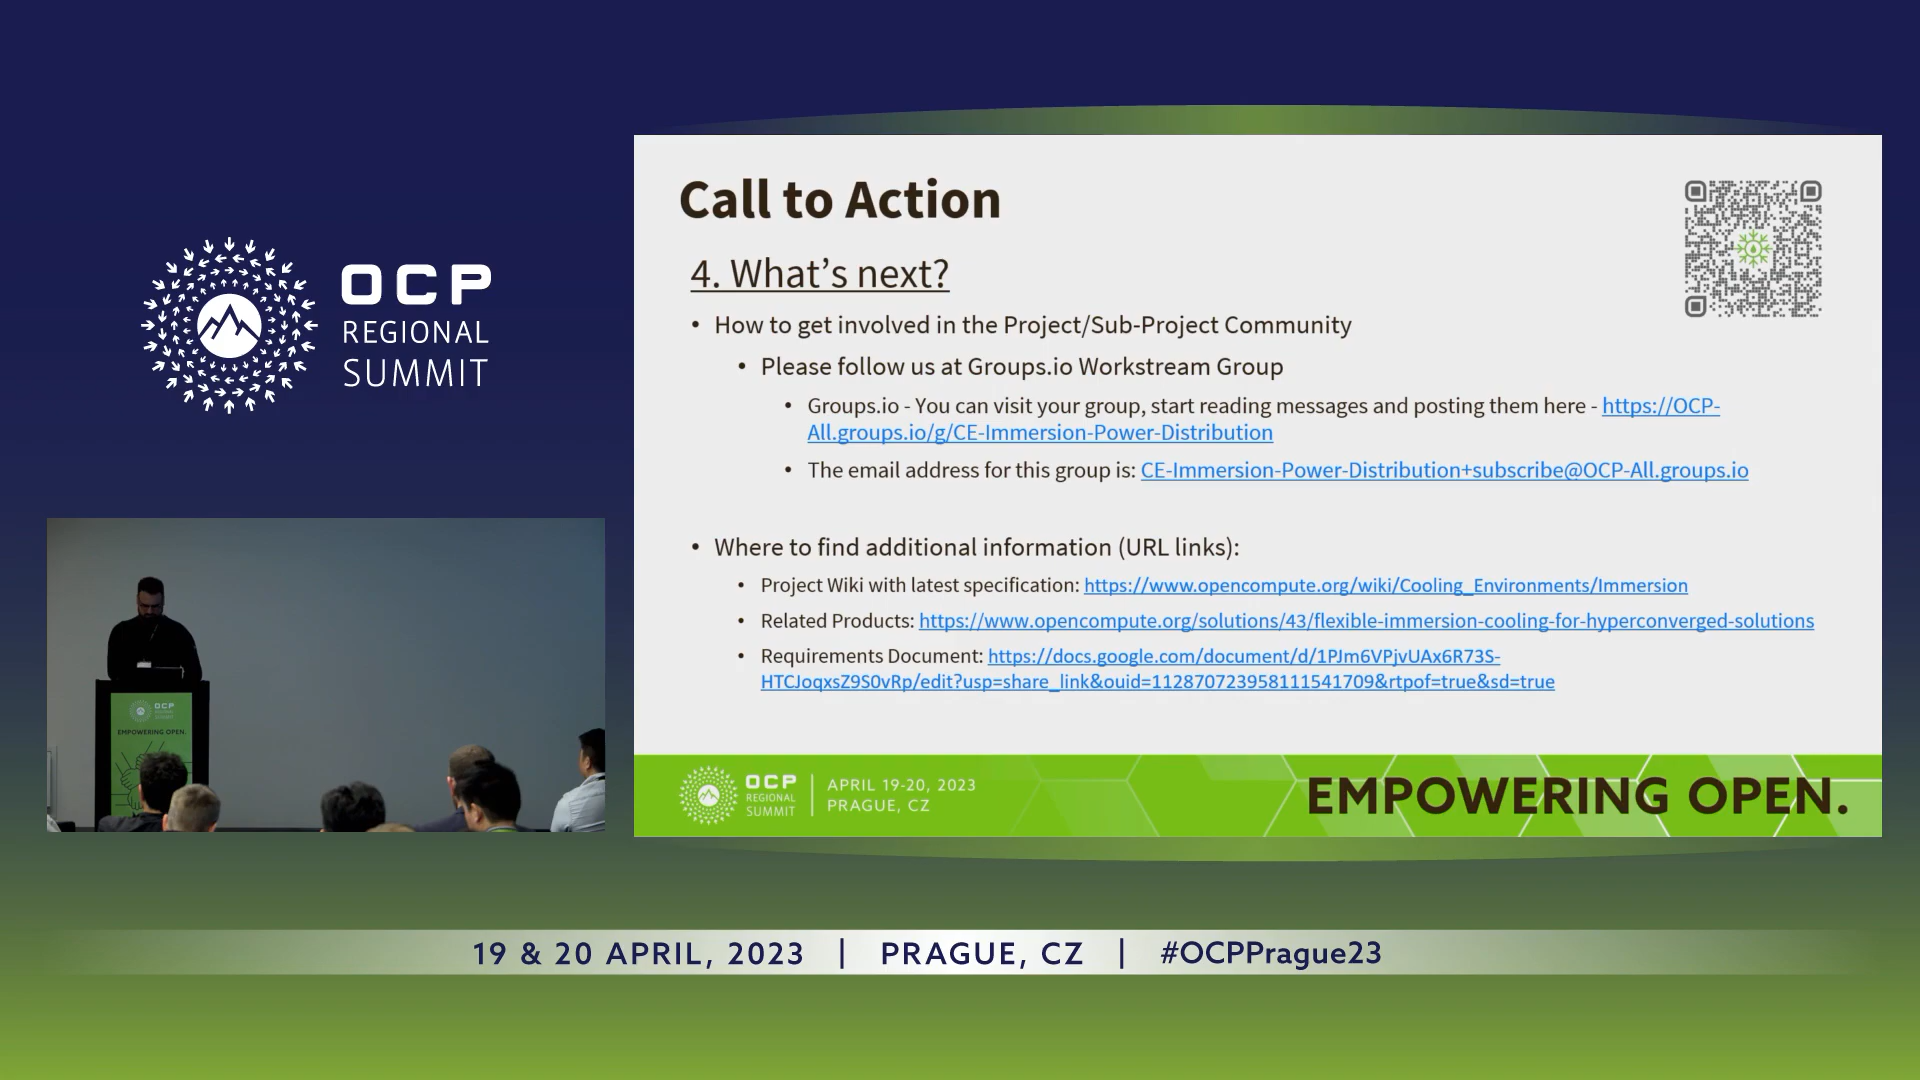 OCP
REGIONAL
SUMMIT
Call to Action
4. What’s next?
• How to get involved in the Project/Sub-Project Community
• Please follow us at Groups.io Workstream Group
• Groups.io - You can visit your group, start reading messages and posting them here - https://OCP-
All.groups.io/g/CE-Immersion-Power-Distribution
• The email address for this group is: CE-Immersion-Power-Distribution+subscribe@OCP-All.groups.io
• Where to find additional information (URL links):
• Project Wiki with latest specification: https://www.opencompute.org/wiki/Cooling_Environments/Immersion
• Related Products: https://www.opencompute.org/solutions/43/flexible-immersion-cooling-for-hyperconverged-solutions
• Requirements Document: https://docs.google.com/document/d/1PJm6VPjvUAx6R73S-
HTCJoqxsZ9S0vRp/edit?usp=share_link&ouid=112870723958111541709&rtpof=true&sd=true
OCP
REGIONAL
SUMMIT
APRIL 19-20, 2023
PRAGUE, CZ
EMPOWERING OPEN.
OCP
EMPOWERING OPEN.
19 & 20 APRIL, 2023 | PRAGUE, CZ | #OCPPrague23